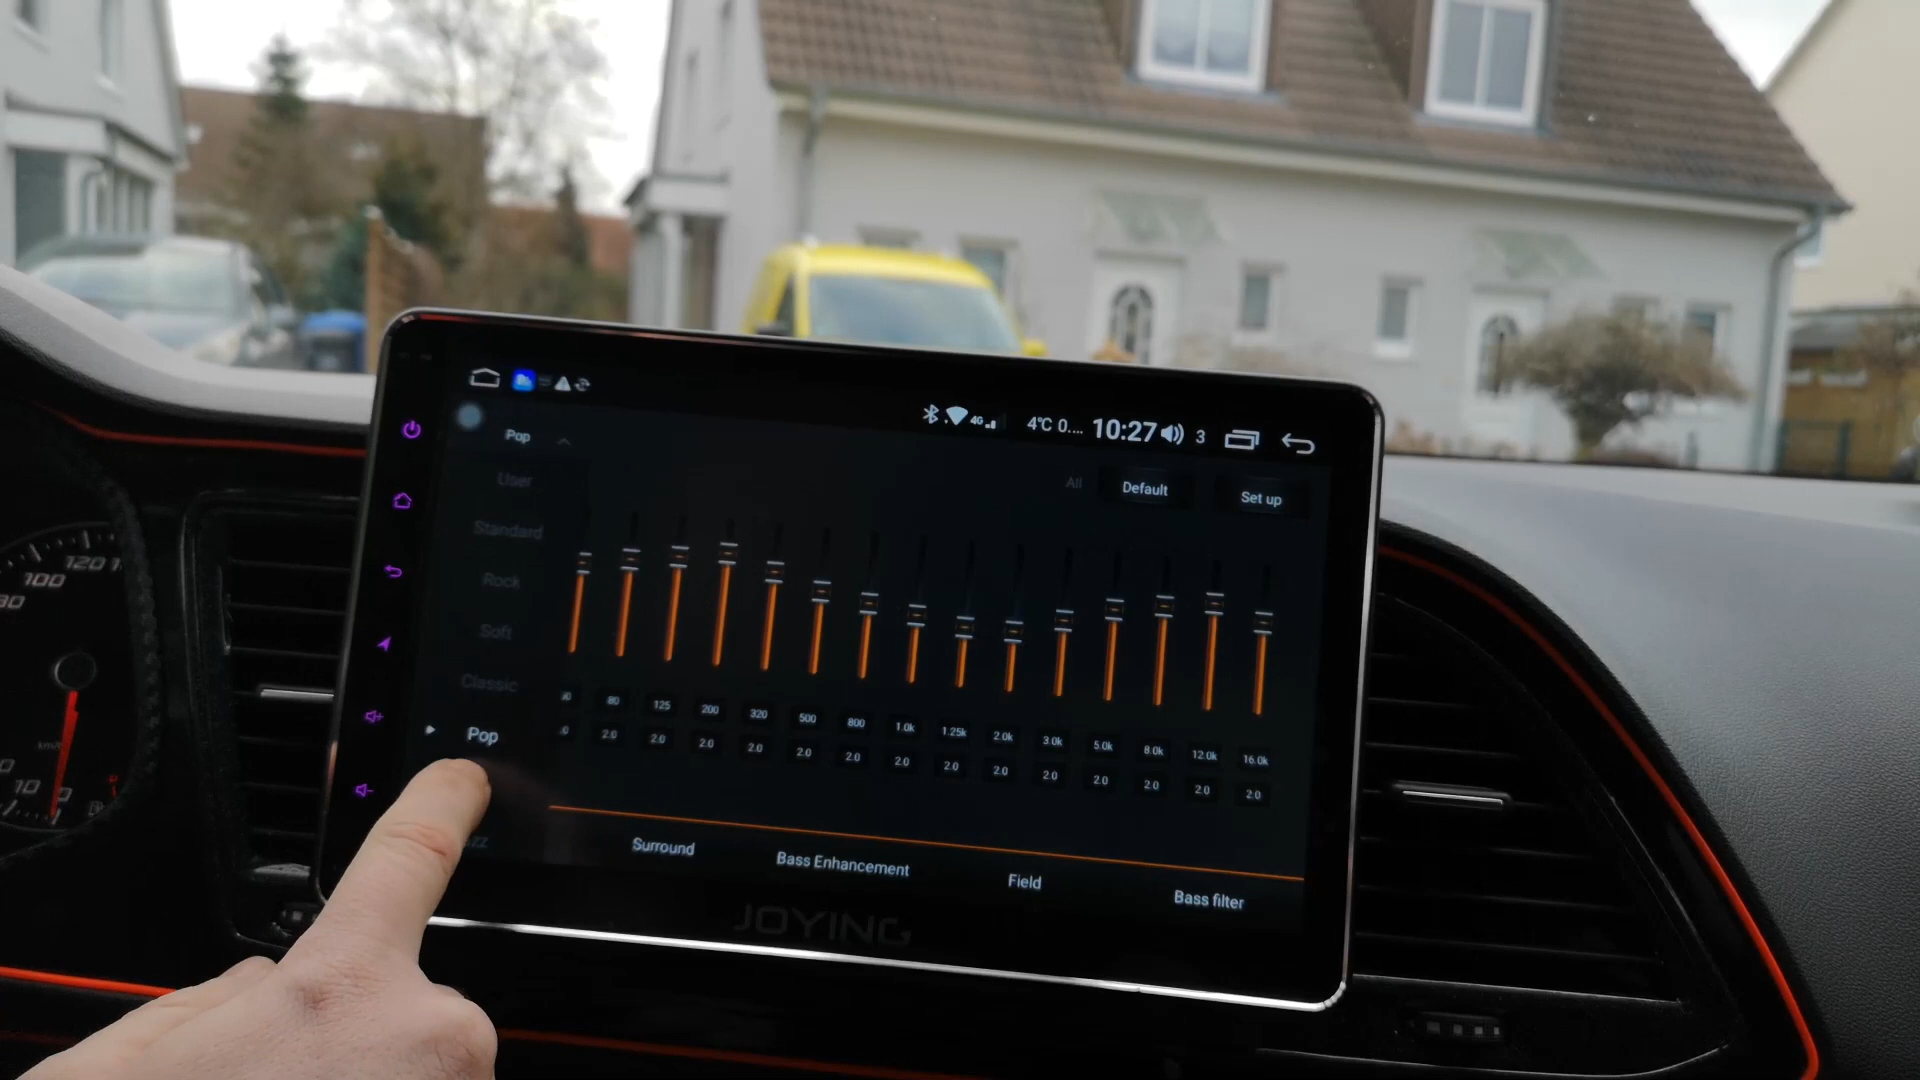 4G 4°C 0.... 10:27 3
Pop
All Default Set up
User
Standard
Rock
Soft
Classic
Pop
80 125 200 320 500 800 1.0k 1.25k 2.0k 3.0k 5.0k 8.0k 12.0k 16.0k
2.0 2.0 2.0 2.0 2.0 2.0 2.0 2.0 2.0 2.0 2.0 2.0 2.0 2.0
Surround Bass Enhancement Field Bass filter
JOYING
120
100
10